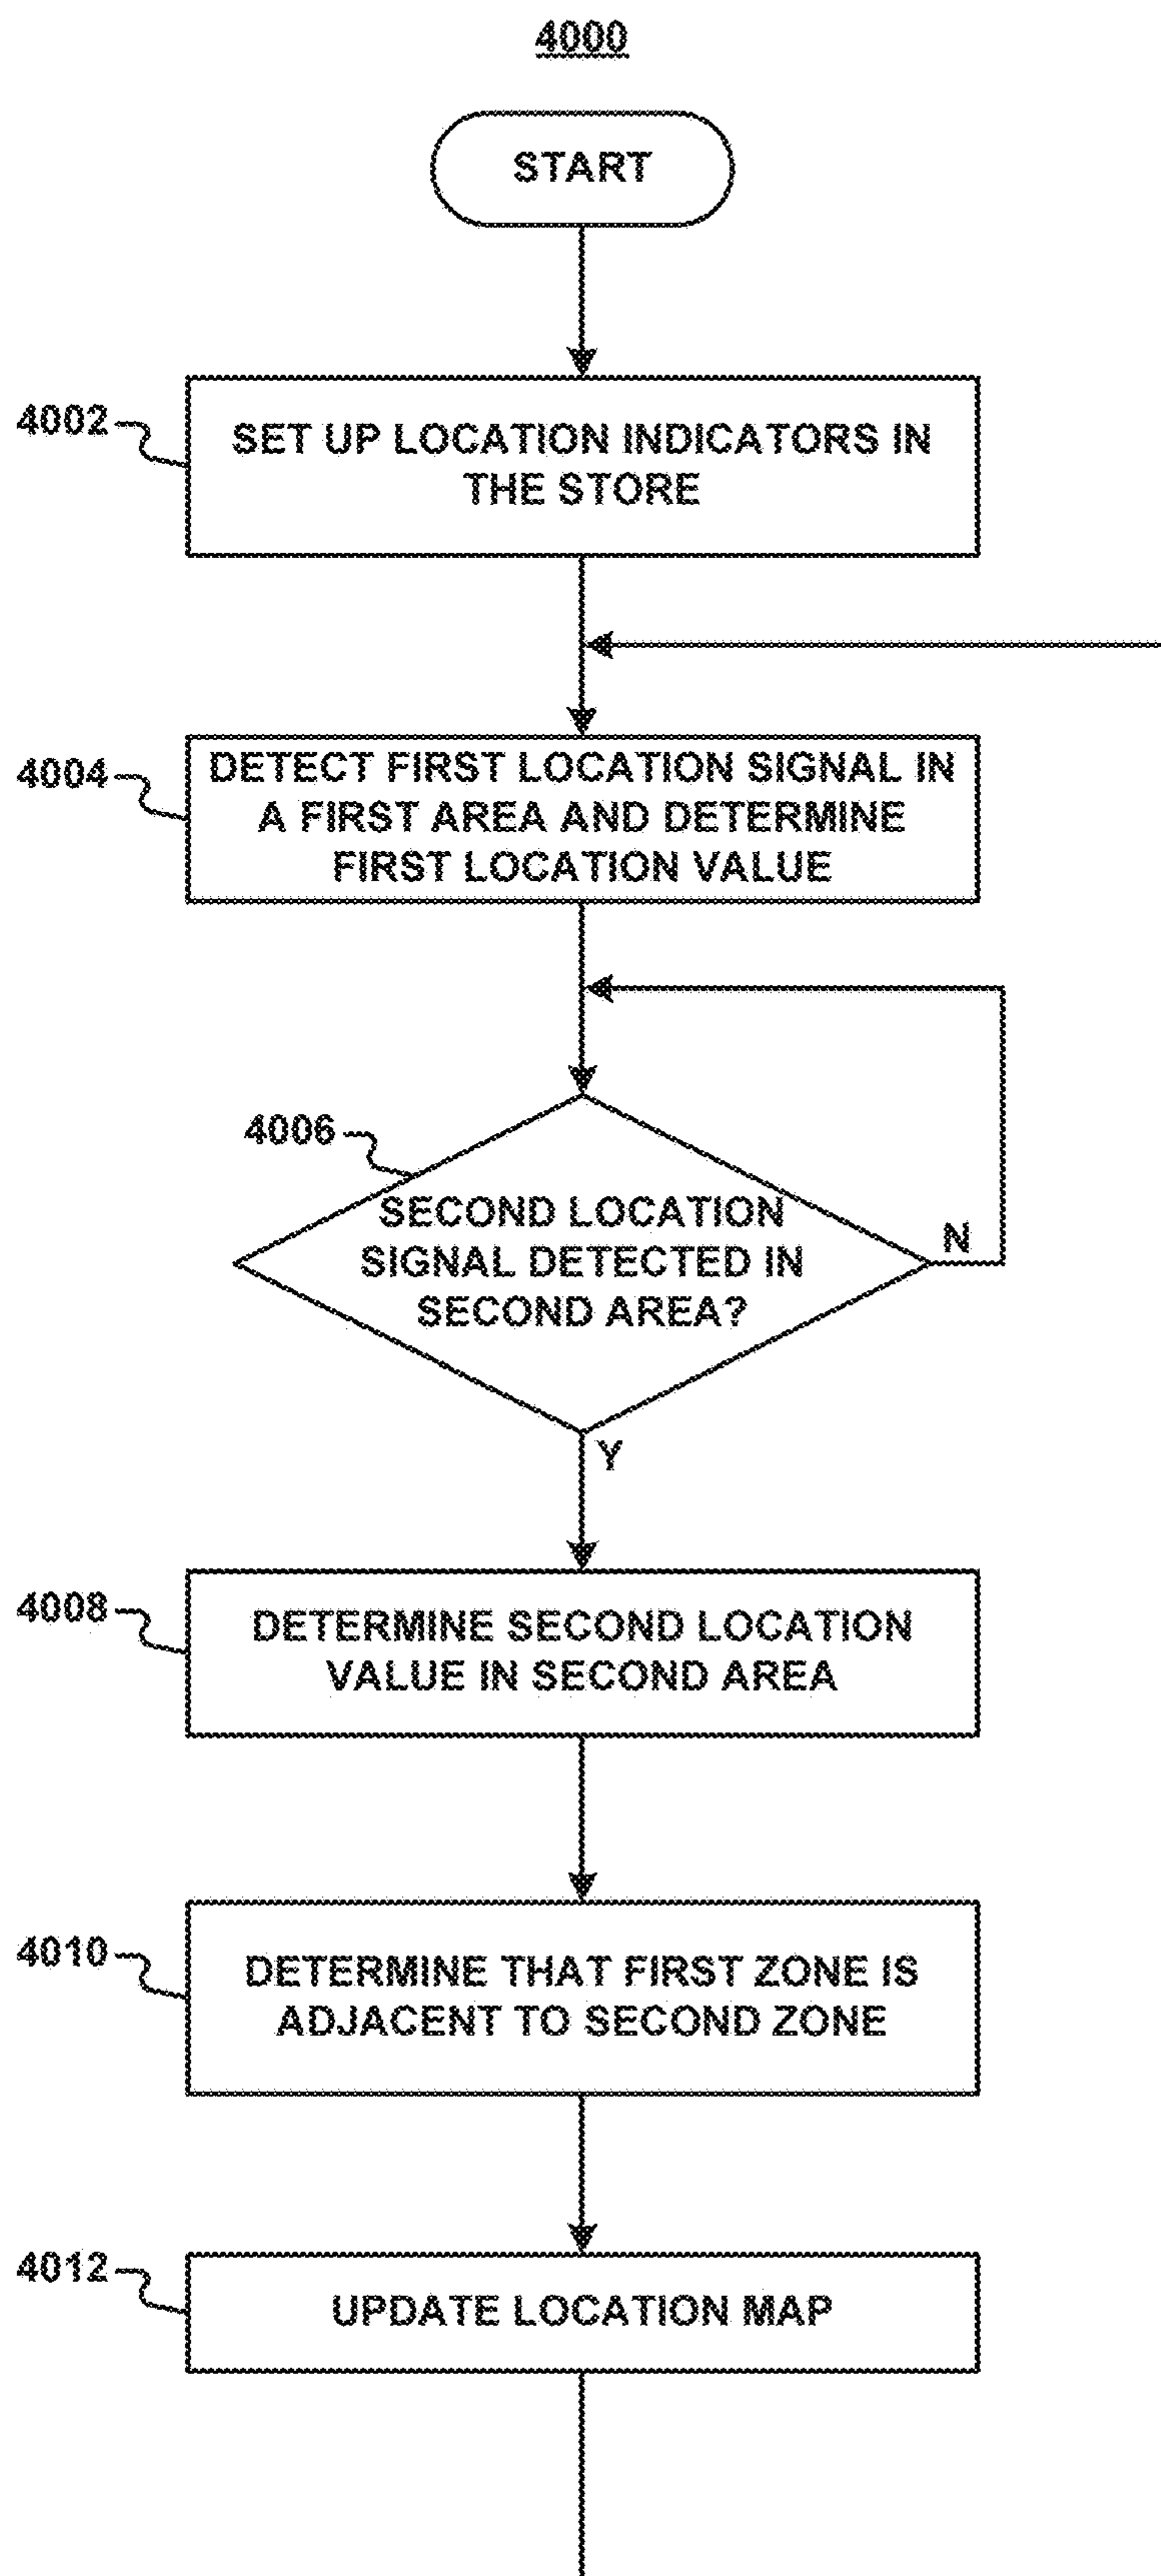 4000
START
4002
SET UP LOCATION INDICATORS IN
THE STORE
4004
DETECT FIRST LOCATION SIGNAL IN
A FIRST AREA AND DETERMINE
FIRST LOCATION VALUE
4006
SECOND LOCATION
SIGNAL DETECTED IN
SECOND AREA?
N
Y
4008
DETERMINE SECOND LOCATION
VALUE IN SECOND AREA
4010
DETERMINE THAT FIRST ZONE IS
ADJACENT TO SECOND ZONE
4012
UPDATE LOCATION MAP